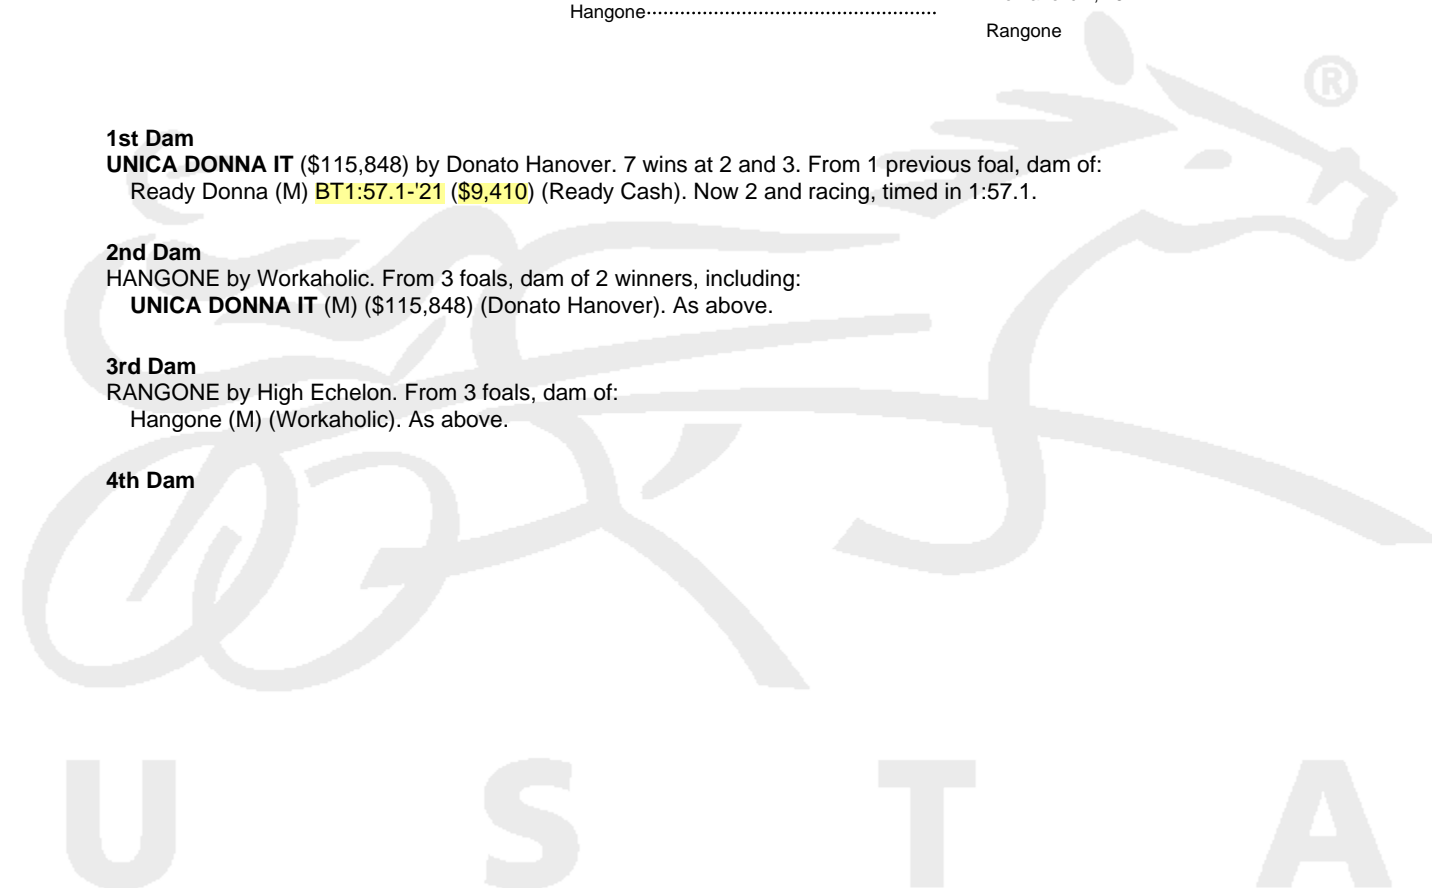 Hangone
Rangone
®
1st Dam
UNICA DONNA IT ($115,848) by Donato Hanover. 7 wins at 2 and 3. From 1 previous foal, dam of:
Ready Donna (M) BT1:57.1-'21 ($9,410) (Ready Cash). Now 2 and racing, timed in 1:57.1.
2nd Dam
HANGONE by Workaholic. From 3 foals, dam of 2 winners, including:
UNICA DONNA IT (M) ($115,848) (Donato Hanover). As above.
3rd Dam
RANGONE by High Echelon. From 3 foals, dam of:
Hangone (M) (Workaholic). As above.
4th Dam
U S T A